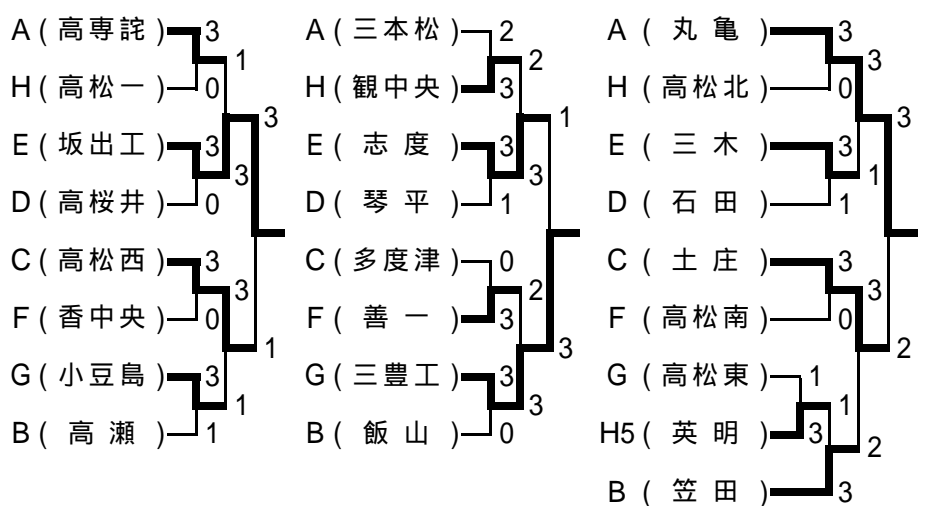 A ( 高専詫 ) 3
1
H ( 高松一 ) 0
3
E ( 坂出工 ) 3
3
D ( 高桜井 ) 0
C ( 高松西 ) 3
3
F ( 香中央 ) 0
1
G ( 小豆島 ) 3
1
B ( 高瀬 ) 1
A ( 三本松 ) 2
2
H ( 観中央 ) 3
1
E ( 志度 ) 3
3
D ( 琴平 ) 1
C ( 多度津 ) 0
2
F ( 善一 ) 3
3
G ( 三豊工 ) 3
3
B ( 飯山 ) 0
A ( 丸亀 ) 3
3
H ( 高松北 ) 0
3
E ( 三木 ) 3
1
D ( 石田 ) 1
C ( 土庄 ) 3
3
F ( 高松南 ) 0
2
G ( 高松東 ) 1
1
H5 ( 英明 ) 3
2
B ( 笠田 ) 3